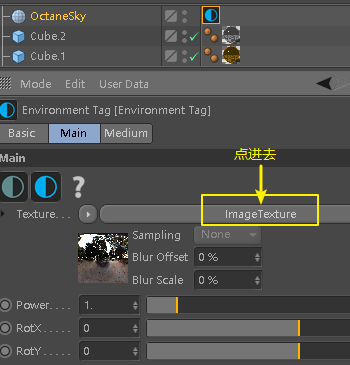 OctaneSky
Cube.2
Cube.1
Mode Edit User Data
Environment Tag [Environment Tag]
Basic Main Medium
Main
点进去
?
Texture. . . ImageTexture
Sampling None
Blur Offset 0 %
Blur Scale 0 %
Power. . . . 1.
RotX . . . . 0
RotY . . . . 0